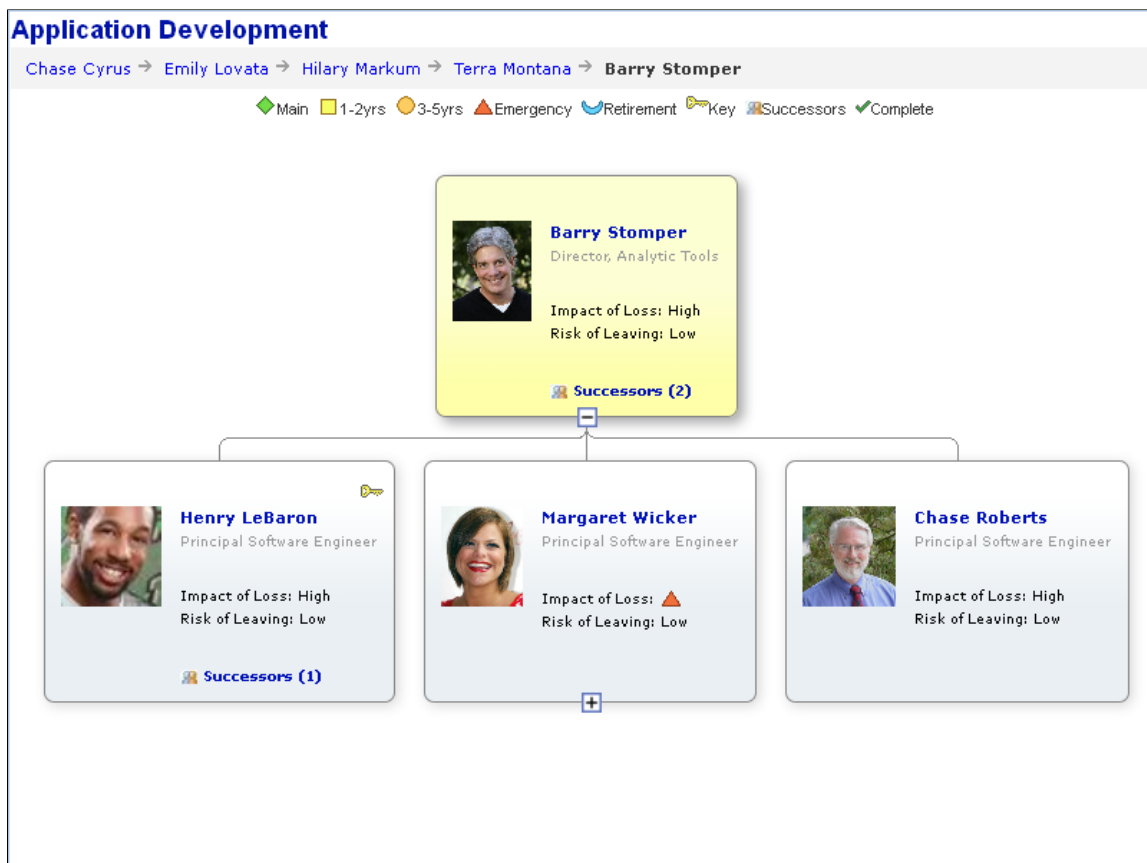 Application Development
Chase Cyrus Emily Lovata Hilary Markum Terra Montana Barry Stomper
Main 1-2yrs 3-5yrs Emergency Retirement Key Successors Complete
Barry Stomper
Director, Analytic Tools
Impact of Loss: High
Risk of Leaving: Low
Successors (2)
Henry LeBaron
Principal Software Engineer
Impact of Loss: High
Risk of Leaving: Low
Successors (1)
Margaret Wicker
Principal Software Engineer
Impact of Loss:
Risk of Leaving: Low
Chase Roberts
Principal Software Engineer
Impact of Loss: High
Risk of Leaving: Low